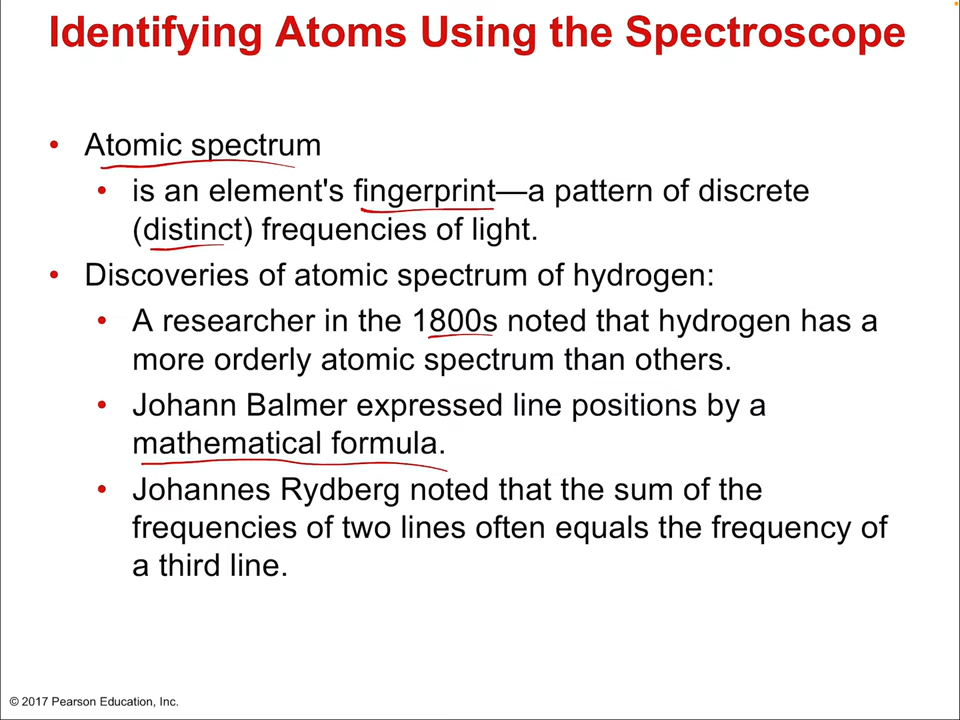 Identifying Atoms Using the Spectroscope
• Atomic spectrum
• is an element's fingerprint—a pattern of discrete
(distinct) frequencies of light.
• Discoveries of atomic spectrum of hydrogen:
• A researcher in the 1800s noted that hydrogen has a
more orderly atomic spectrum than others.
• Johann Balmer expressed line positions by a
mathematical formula.
• Johannes Rydberg noted that the sum of the
frequencies of two lines often equals the frequency of
a third line.
© 2017 Pearson Education, Inc.